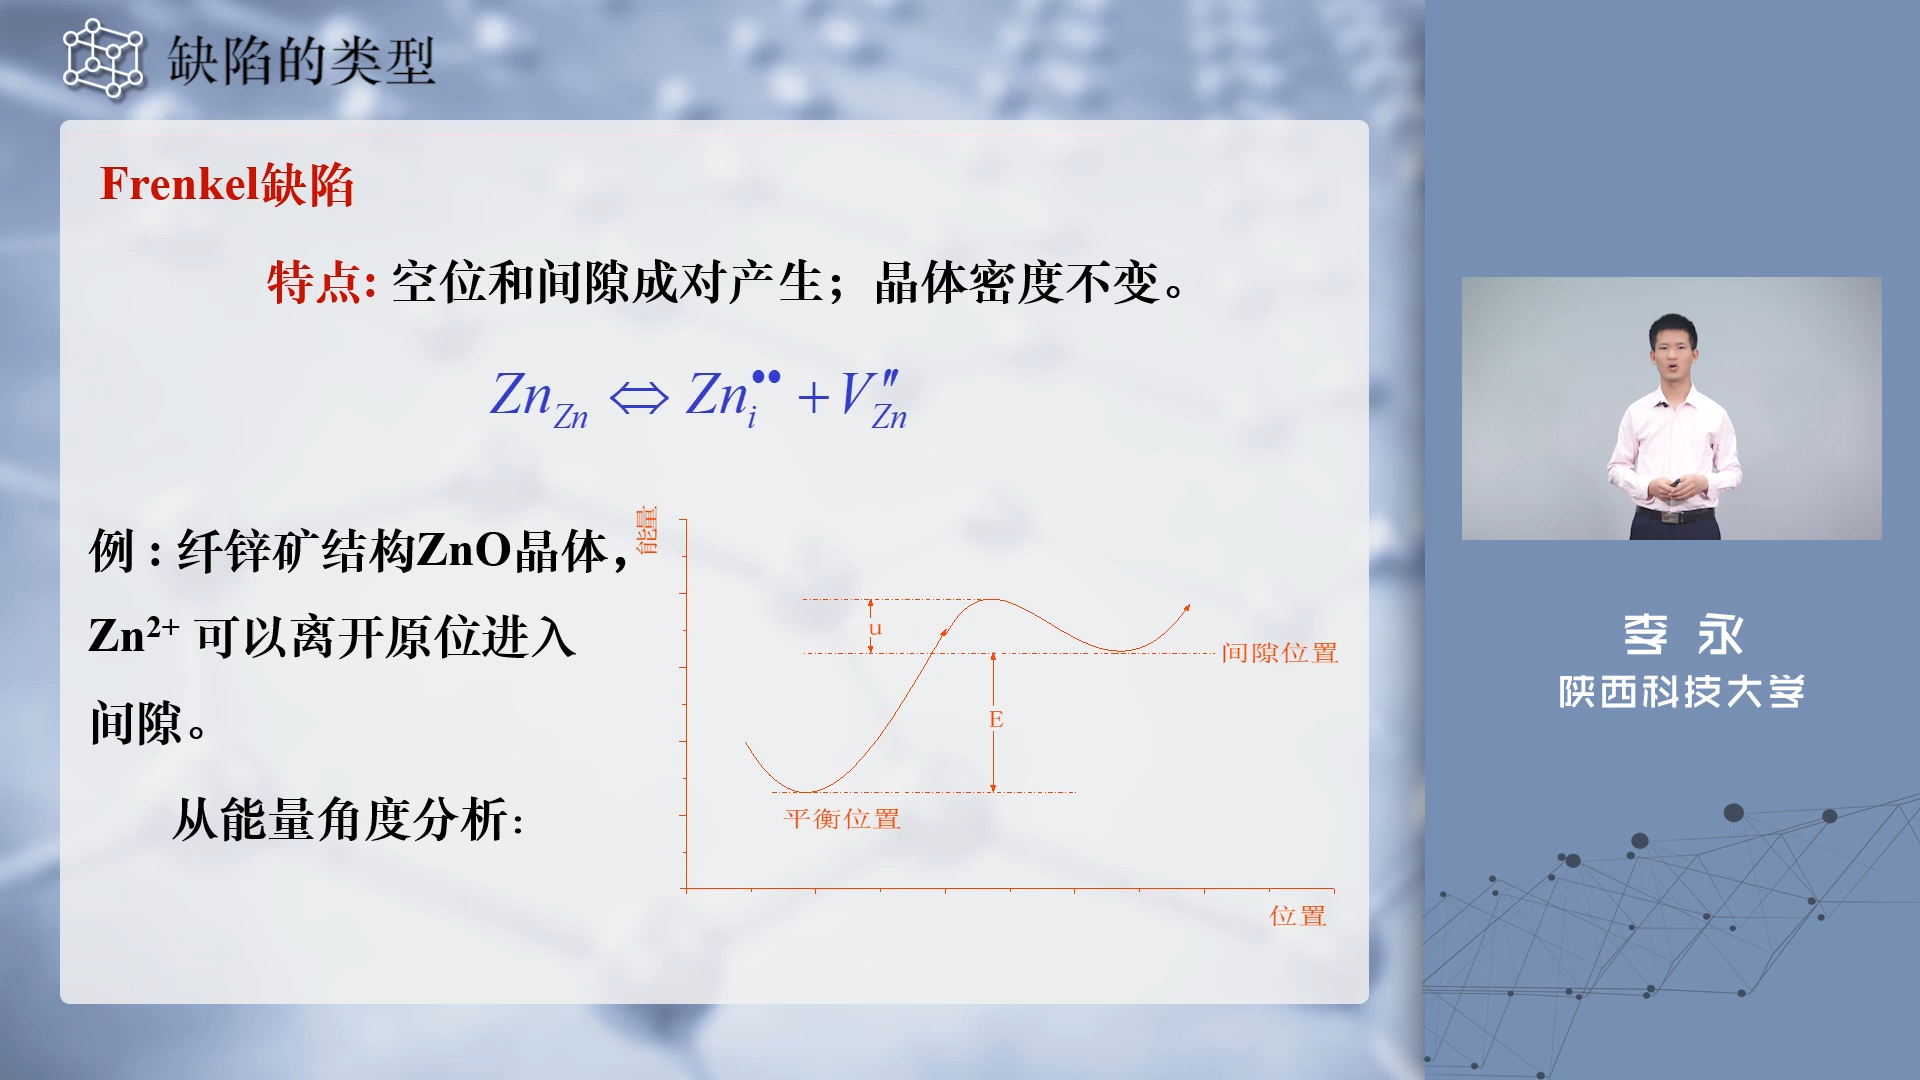 缺陷的类型
Frenkel缺陷
特点: 空位和间隙成对产生；晶体密度不变。
Zn_Zn ⇔ Zn_i^•• + V_Zn^″
例：纤锌矿结构ZnO晶体，
Zn²⁺ 可以离开原位进入
间隙。
从能量角度分析：
能量
u
间隙位置
E
平衡位置
位置
李 永
陕西科技大学